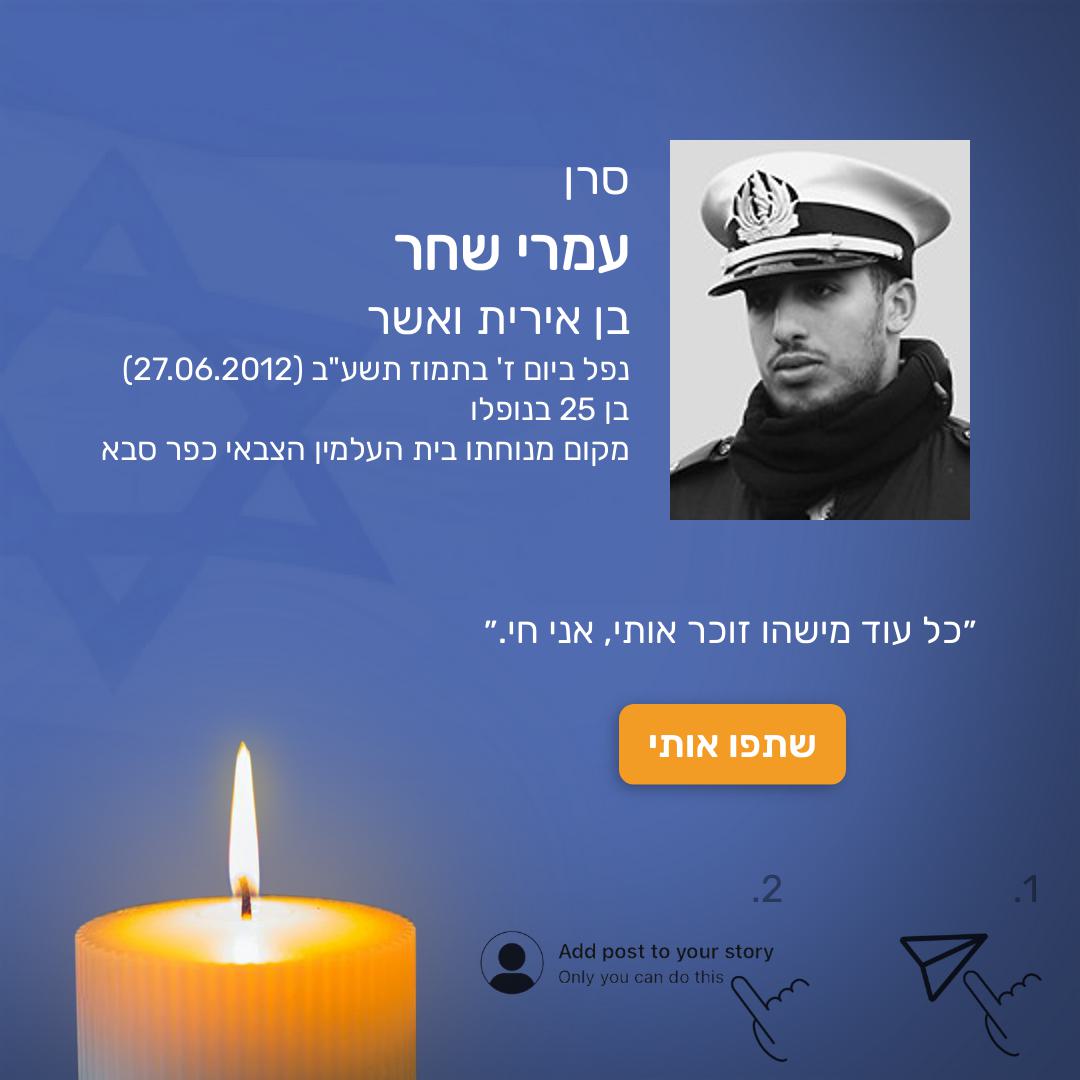 סרן
עמרי שחר
בן אירית ואשר
נפל ביום ז' בתמוז תשע"ב (27.06.2012)
בן 25 בנופלו
מקום מנוחתו בית העלמין הצבאי כפר סבא
״כל עוד מישהו זוכר אותי, אני חי.״
שתפו אותי
.1
.2
Add post to your story
Only you can do this